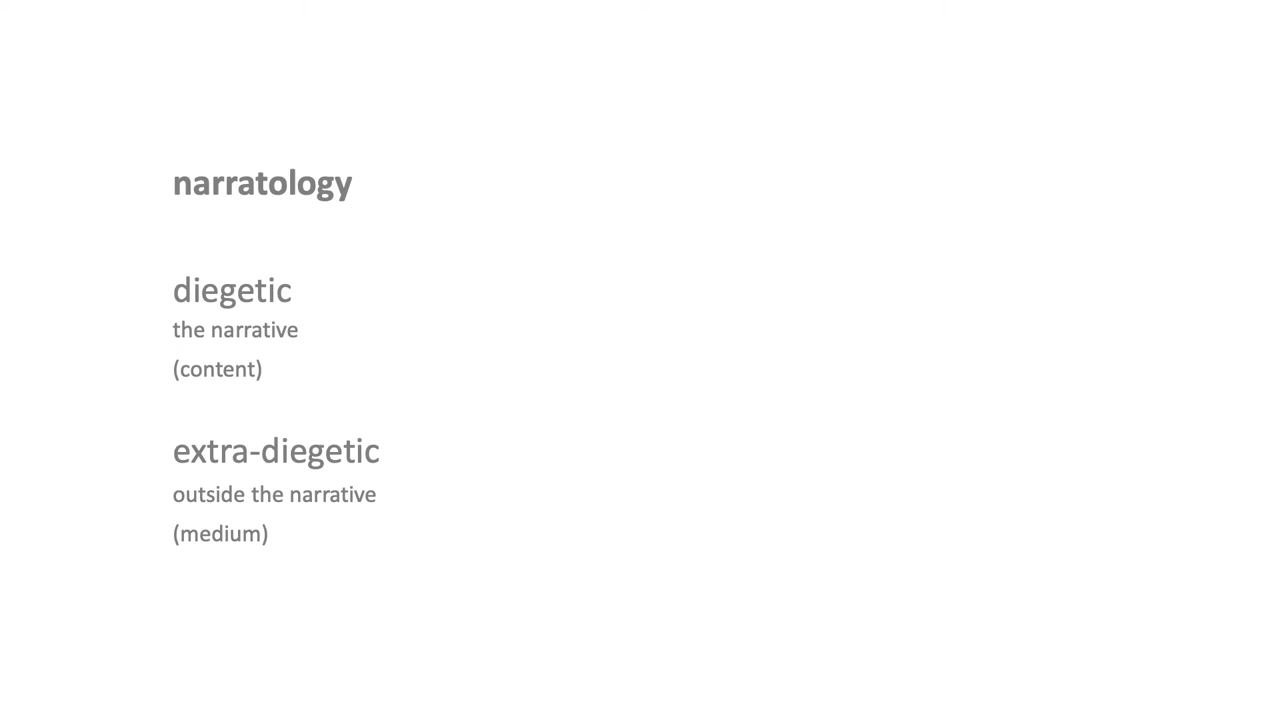 narratology
diegetic
the narrative
(content)
extra-diegetic
outside the narrative
(medium)